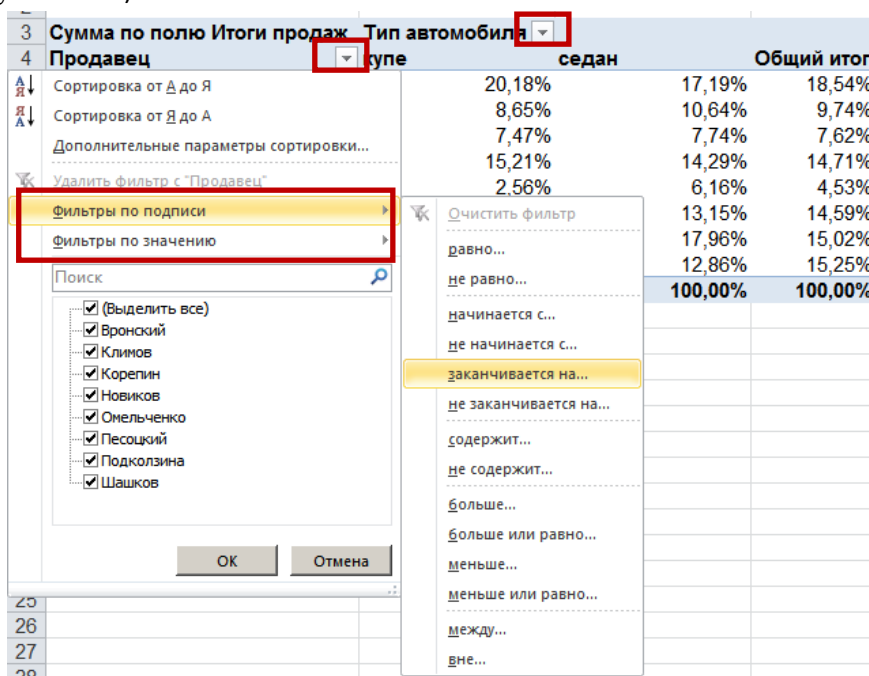 3 Сумма по полю Итоги продаж Тип автомобиля
4 Продавец купе седан Общий итог
Сортировка от А до Я 20,18% 17,19% 18,54%
Сортировка от Я до А 8,65% 10,64% 9,74%
Дополнительные параметры сортировки... 7,47% 7,74% 7,62%
15,21% 14,29% 14,71%
Удалить фильтр с "Продавец" 2,56% 6,16% 4,53%
Фильтры по подписи Очистить фильтр 13,15% 14,59%
Фильтры по значению равно... 17,96% 15,02%
12,86% 15,25%
Поиск не равно... 100,00% 100,00%
(Выделить все) начинается с...
Вронский
Климов не начинается с...
Корепин заканчивается на...
Новиков не заканчивается на...
Омельченко
Песоцкий содержит...
Подколзина не содержит...
Шашков
больше...
больше или равно...
ОК Отмена меньше...
меньше или равно...
25
26 между...
27
вне...
28